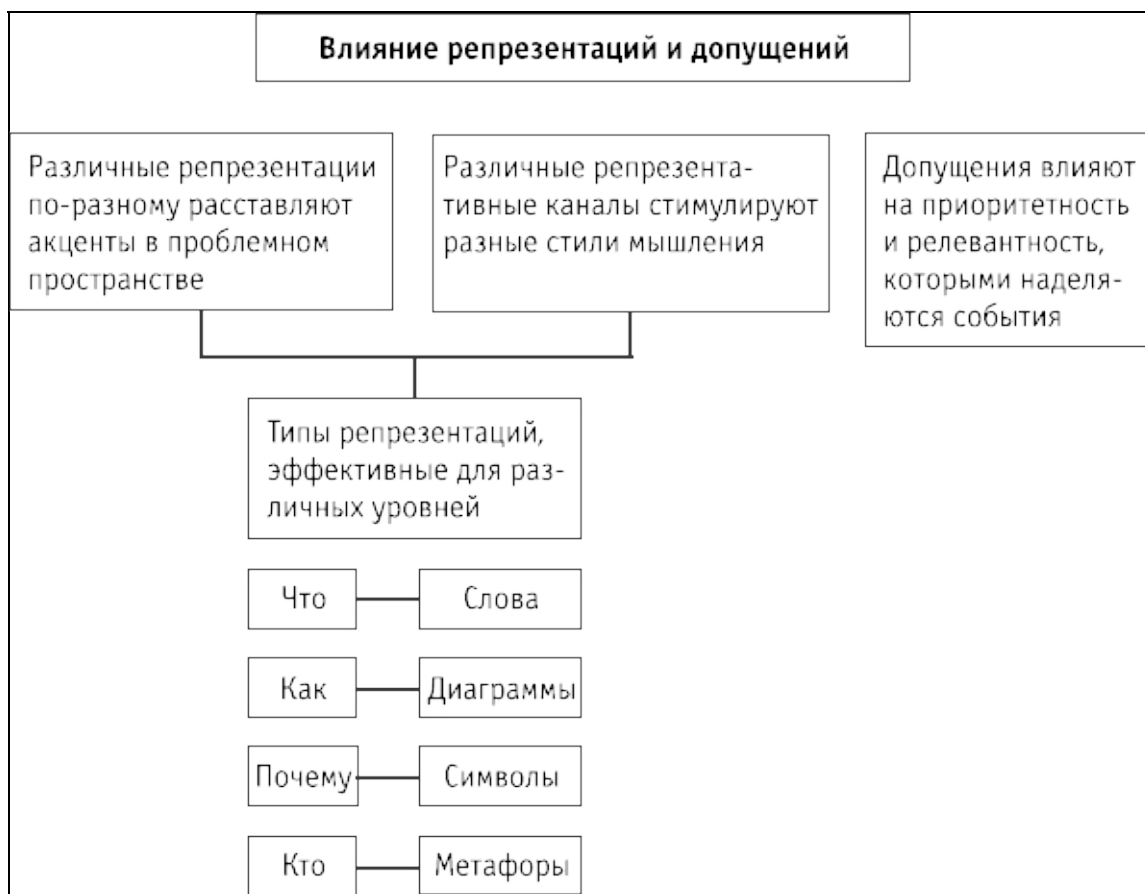 Влияние репрезентаций и допущений
Различные репрезентации
по-разному расставляют
акценты в проблемном
пространстве
Различные репрезента-
тивные каналы стимулируют
разные стили мышления
Допущения влияют
на приоритетность
и релевантность,
которыми наделя-
ются события
Типы репрезентаций,
эффективные для раз-
личных уровней
Что
Слова
Как
Диаграммы
Почему
Символы
Кто
Метафоры